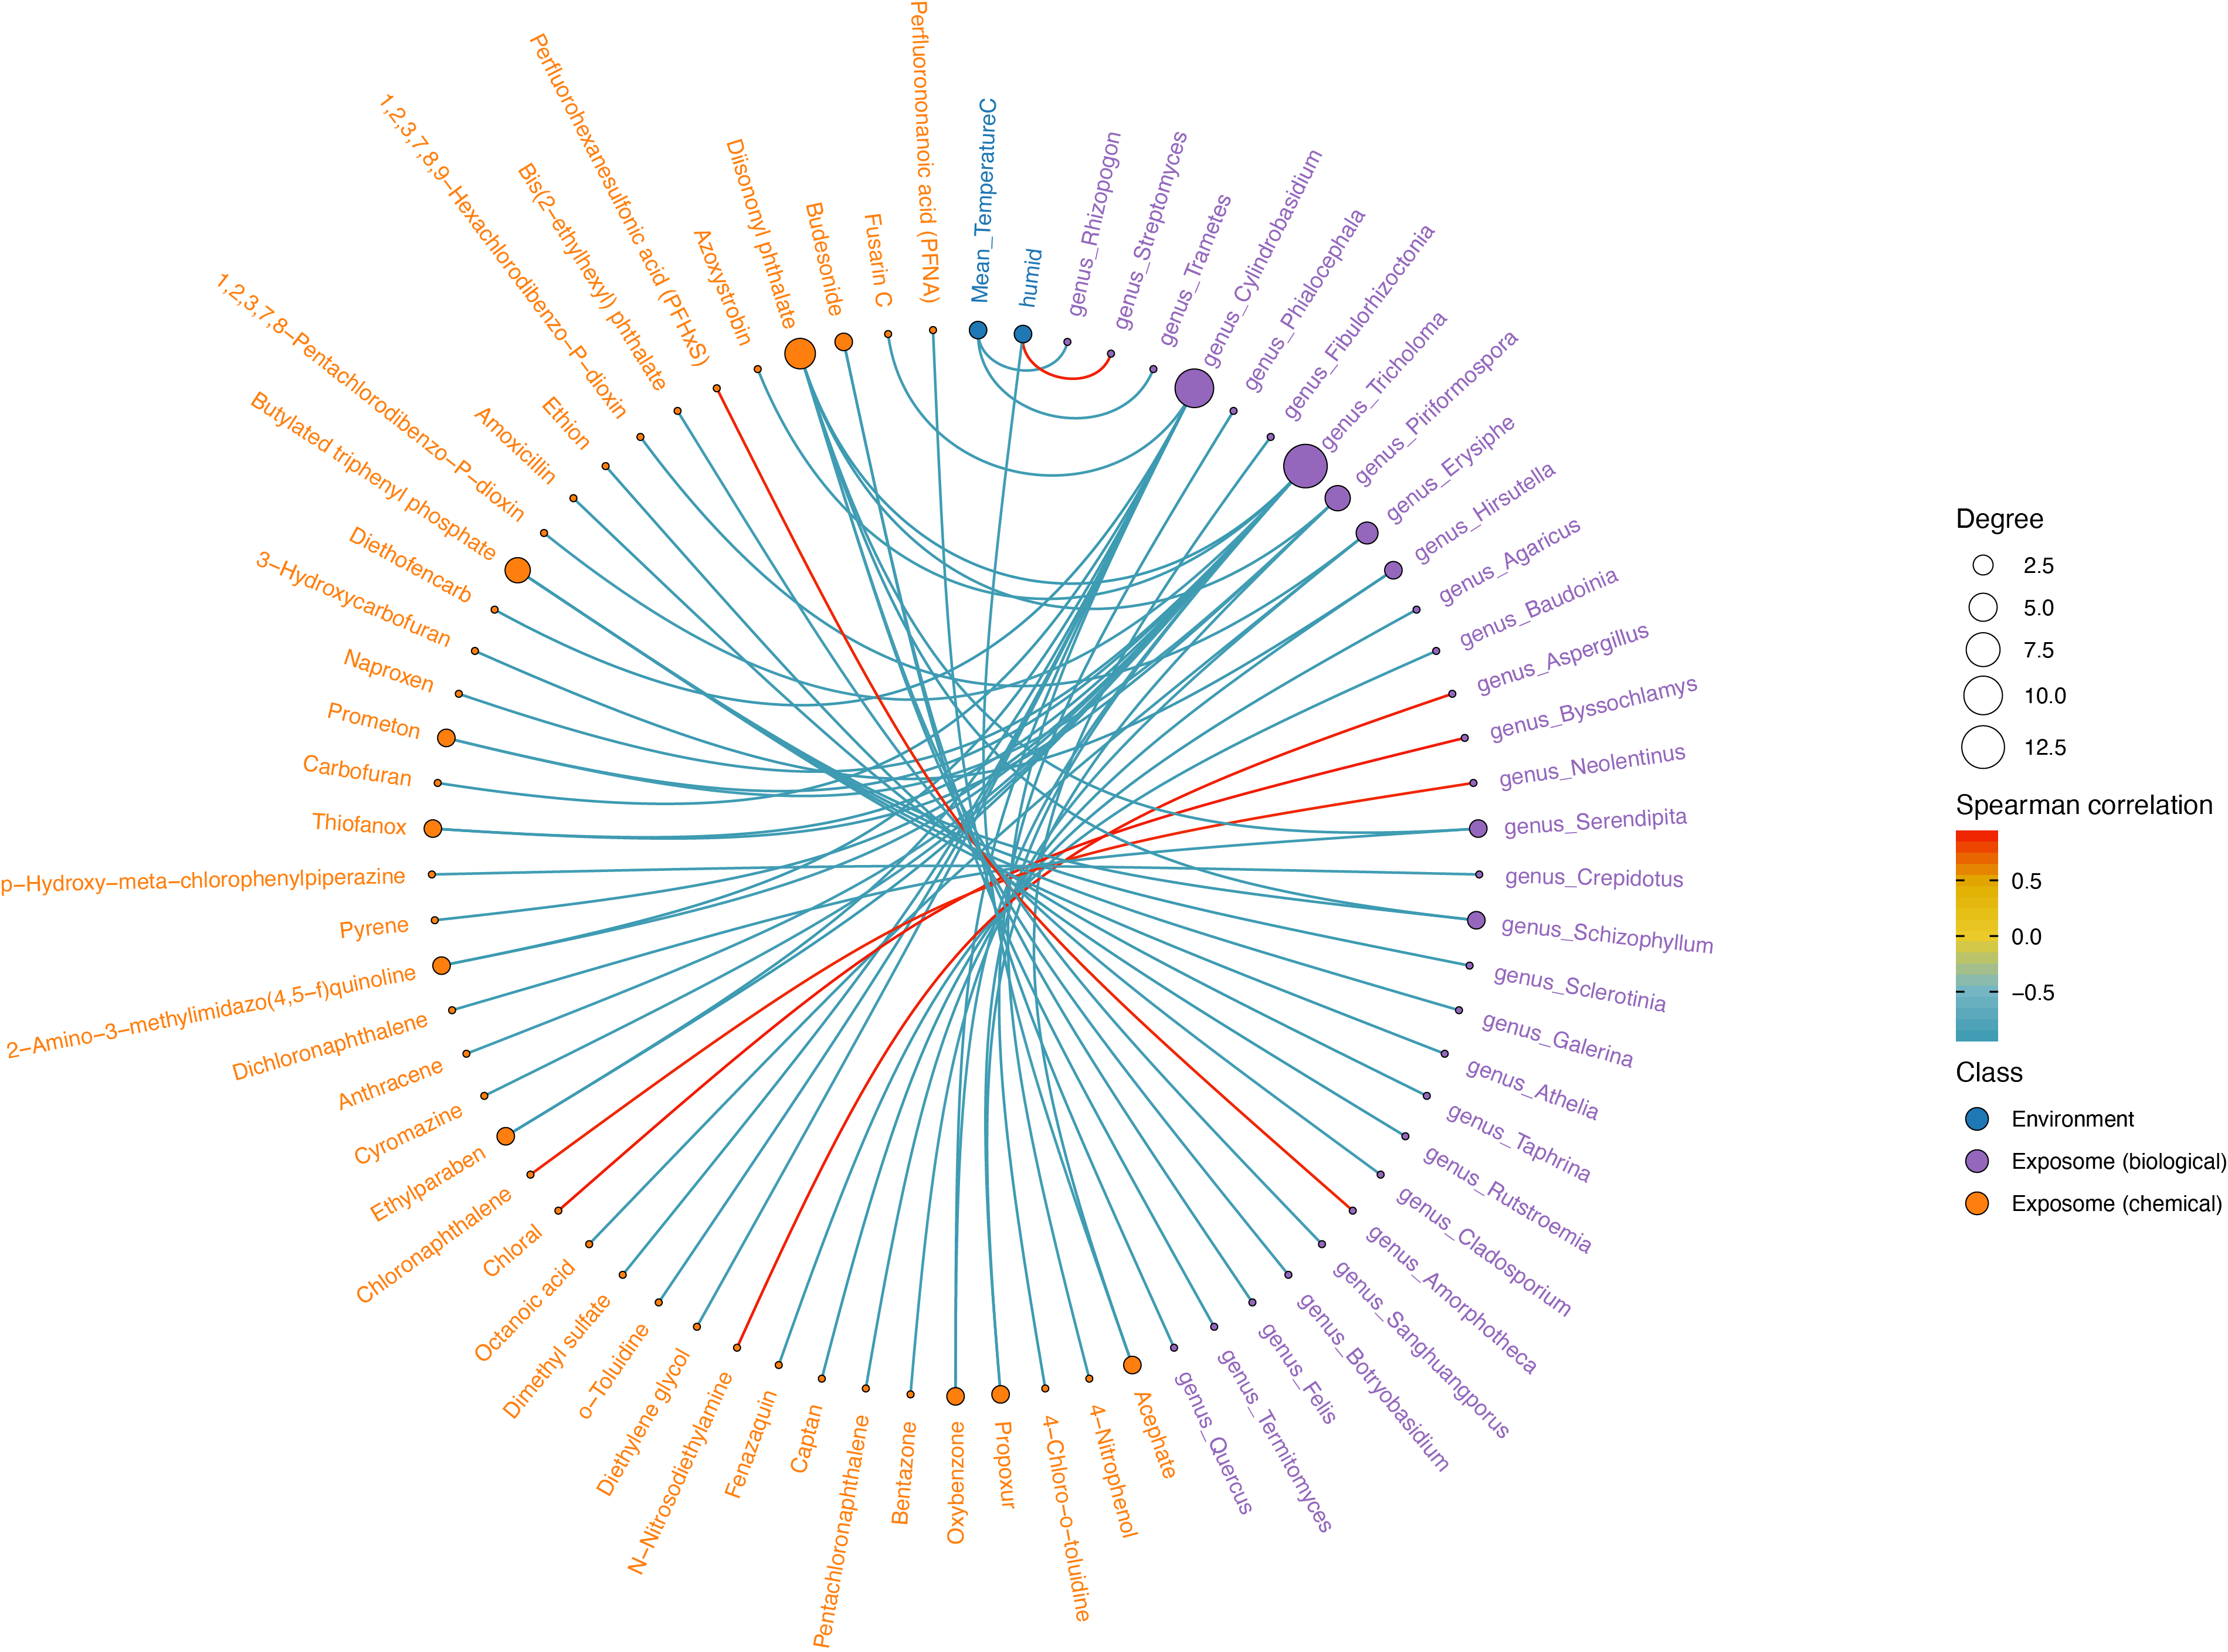 Perfluorononanoic acid (PFNA)
Mean_TemperatureC
humid
genus_Rhizopogon
genus_Streptomyces
genus_Trametes
genus_Cylindrobasidium
genus_Phialocephala
genus_Fibulorhizoctonia
genus_Tricholoma
genus_Piriformospora
genus_Erysiphe
genus_Hirsutella
genus_Agaricus
genus_Baudoinia
genus_Aspergillus
genus_Byssochlamys
genus_Neolentinus
genus_Serendipita
genus_Crepidotus
genus_Schizophyllum
genus_Sclerotinia
genus_Galerina
genus_Athelia
genus_Taphrina
genus_Rutstroemia
genus_Cladosporium
genus_Amorphotheca
genus_Sanghuangporus
genus_Botryobasidium
genus_Felis
genus_Termitomyces
genus_Quercus
Acephate
4−Nitrophenol
4−Chloro−o−toluidine
Propoxur
Oxybenzone
Bentazone
Pentachloronaphthalene
Captan
Fenazaquin
N−Nitrosodiethylamine
Diethylene glycol
o−Toluidine
Dimethyl sulfate
Octanoic acid
Chloral
Chloronaphthalene
Ethylparaben
Cyromazine
Anthracene
Dichloronaphthalene
2−Amino−3−methylimidazo(4,5−f)quinoline
Pyrene
p−Hydroxy−meta−chlorophenylpiperazine
Thiofanox
Carbofuran
Prometon
Naproxen
3−Hydroxycarbofuran
Diethofencarb
Butylated triphenyl phosphate
1,2,3,7,8−Pentachlorodibenzo−P−dioxin
Amoxicillin
Ethion
1,2,3,7,8,9−Hexachlorodibenzo−P−dioxin
Bis(2−ethylhexyl) phthalate
Perfluorohexanesulfonic acid (PFHxS)
Azoxystrobin
Diisononyl phthalate
Budesonide
Fusarin C
Degree
2.5
5.0
7.5
10.0
12.5
Spearman correlation
0.5
0.0
−0.5
Class
Environment
Exposome (biological)
Exposome (chemical)